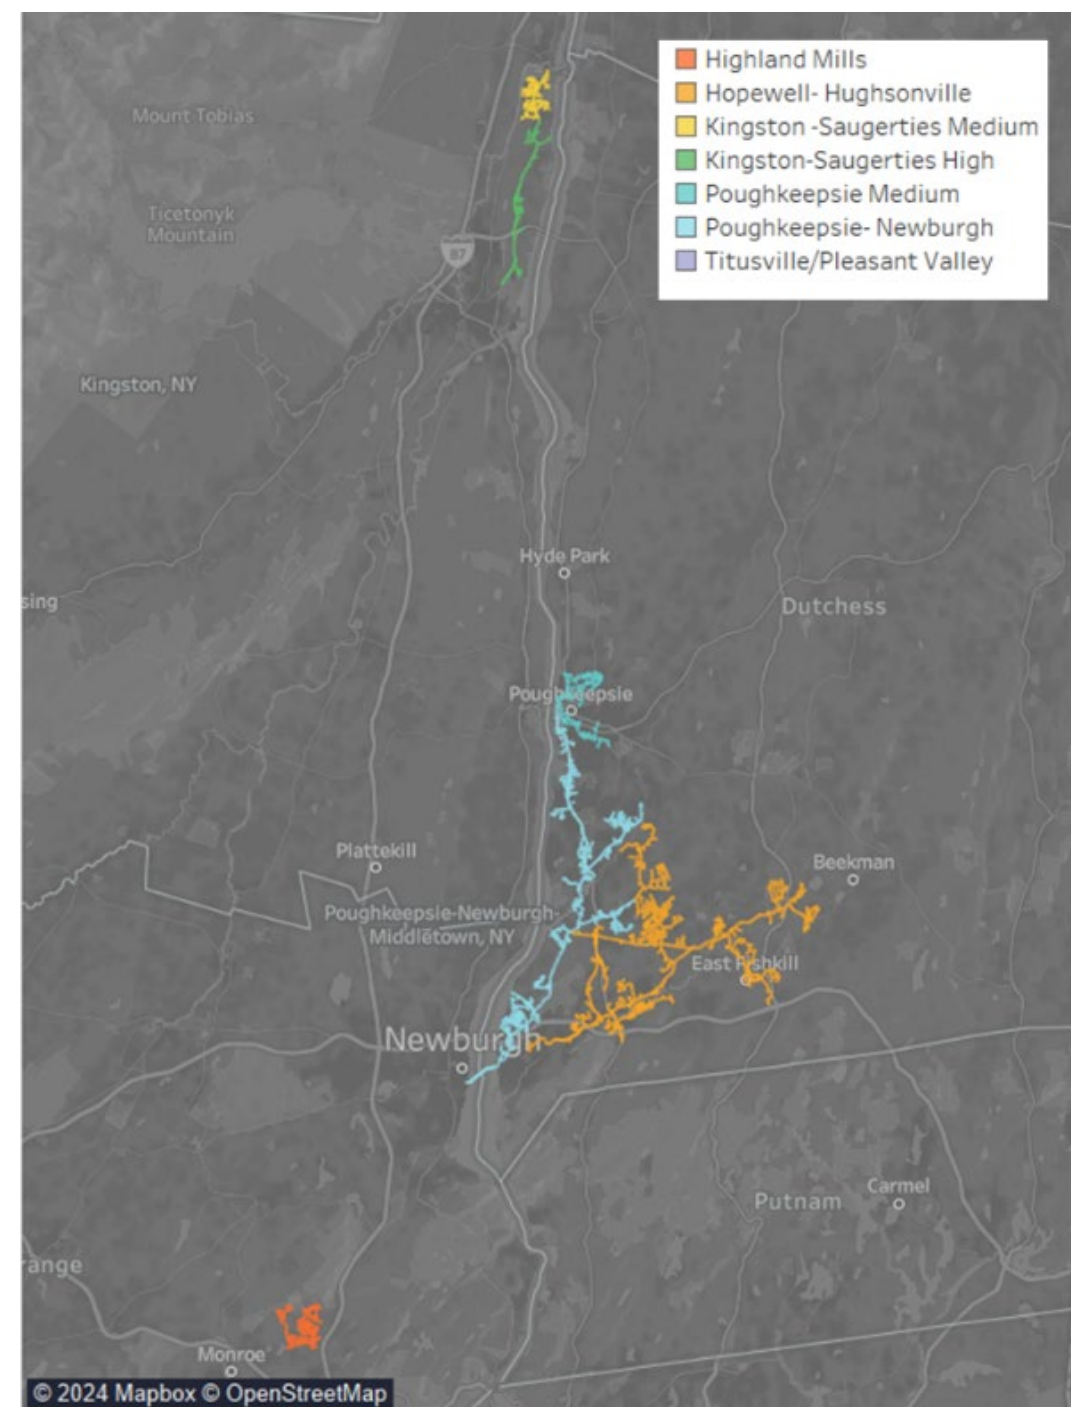 Highland Mills
Hopewell- Hughsonville
Kingston -Saugerties Medium
Kingston-Saugerties High
Poughkeepsie Medium
Poughkeepsie- Newburgh
Titusville/Pleasant Valley
Mount Tobias
Ticetonyk
Mountain
87
Kingston, NY
Hyde Park
sing
Dutchess
Poughkeepsie
Plattekill
Beekman
Poughkeepsie-Newburgh-
Middletown, NY
East Fishkill
Newburgh
Carmel
Putnam
range
Monroe
© 2024 Mapbox © OpenStreetMap